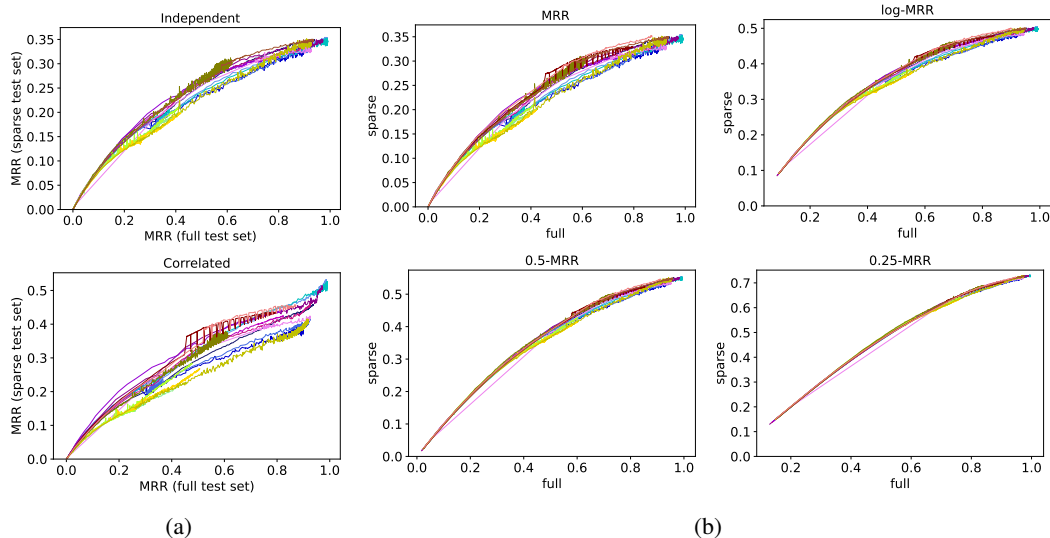 Independent
MRR (sparse test set)
0.35
0.30
0.25
0.20
0.15
0.10
0.05
0.00
0.0 0.2 0.4 0.6 0.8 1.0
MRR (full test set)
MRR
sparse
0.35
0.30
0.25
0.20
0.15
0.10
0.05
0.00
0.0 0.2 0.4 0.6 0.8 1.0
full
log-MRR
sparse
0.5
0.4
0.3
0.2
0.1
0.2 0.4 0.6 0.8 1.0
full
Correlated
MRR (sparse test set)
0.5
0.4
0.3
0.2
0.1
0.0
0.0 0.2 0.4 0.6 0.8 1.0
MRR (full test set)
0.5-MRR
sparse
0.5
0.4
0.3
0.2
0.1
0.0
0.0 0.2 0.4 0.6 0.8 1.0
full
0.25-MRR
sparse
0.7
0.6
0.5
0.4
0.3
0.2
0.1
0.0
0.2 0.4 0.6 0.8 1.0
full
(a)
(b)